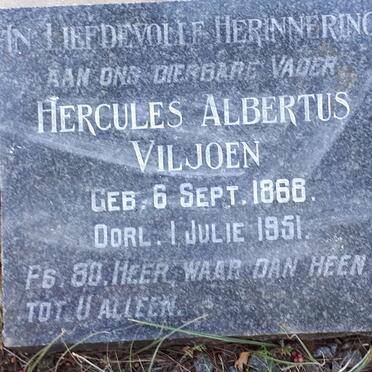 IN LIEFDEVOLLE HERINNERING
AAN ONS DIERBARE VADER
HERCULES ALBERTUS
VILJOEN
GEB. 6 SEPT. 1868.
OORL. 1 JULIE 1951.
PS. 80. HEER, WAAR DAN HEEN
TOT U ALLEEN.